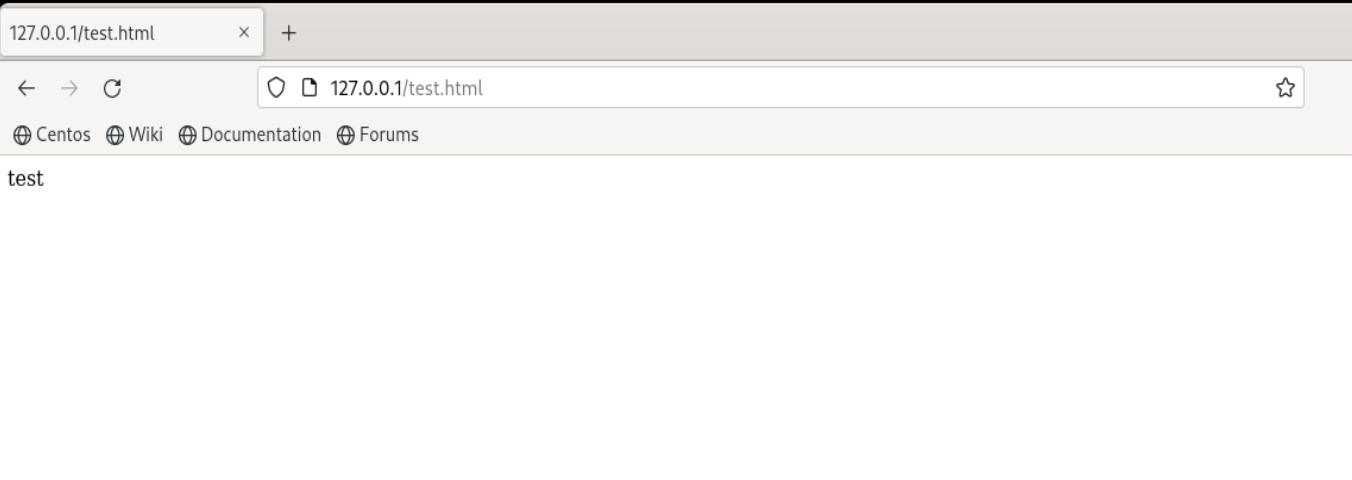 127.0.0.1/test.html
127.0.0.1/test.html
Centos Wiki Documentation Forums
test